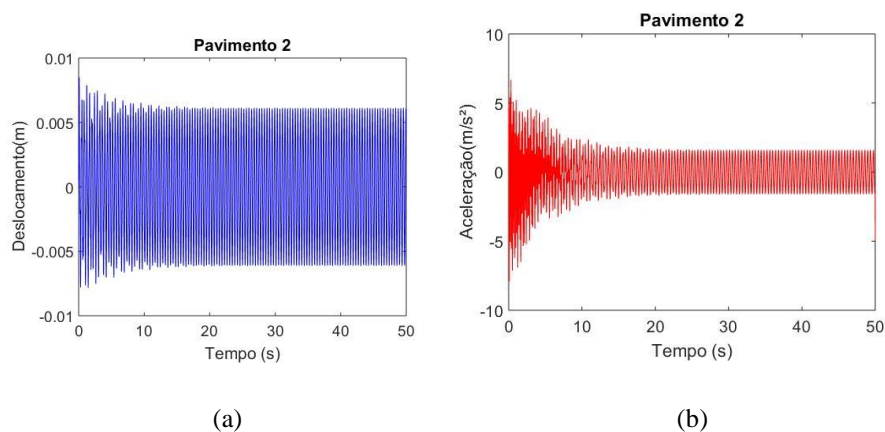 Pavimento 2
0.01
0.005
0
-0.005
-0.01
Deslocamento(m)
0 10 20 30 40 50
Tempo (s)
(a)
Pavimento 2
10
5
0
-5
-10
Aceleração(m/s²)
0 10 20 30 40 50
Tempo (s)
(b)